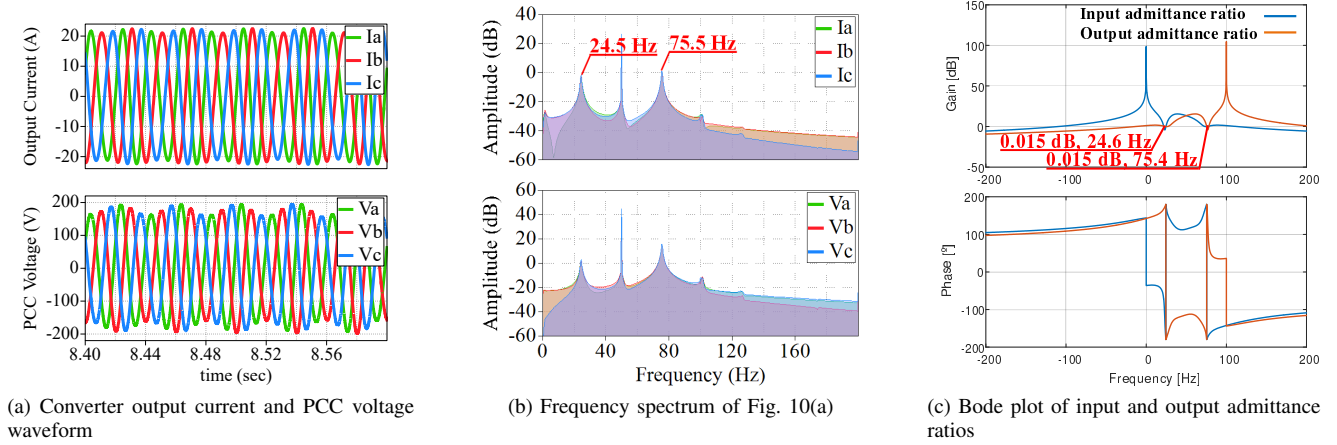 Output Current (A)
20
10
0
-10
-20
Ia
Ib
Ic
PCC Voltage (V)
200
100
0
-100
-200
Va
Vb
Vc
8.40
8.44
8.48
8.52
8.56
time (sec)
(a) Converter output current and PCC voltage
waveform
Amplitude (dB)
40
20
0
-20
-40
60
24.5 Hz
75.5 Hz
Ia
Ib
Ic
Amplitude (dB)
60
40
20
0
-20
-40
-60
Va
Vb
Vc
0
40
80
120
160
Frequency (Hz)
(b) Frequency spectrum of Fig. 10(a)
Gain [dB]
150
100
50
0
-50
Input admittance ratio
Output admittance ratio
0.015 dB, 24.6 Hz
0.015 dB, 75.4 Hz
-200
-100
0
100
200
Phase [º]
200
100
0
-100
-200
-200
-100
0
100
200
Frequency [Hz]
(c) Bode plot of input and output admittance
ratios